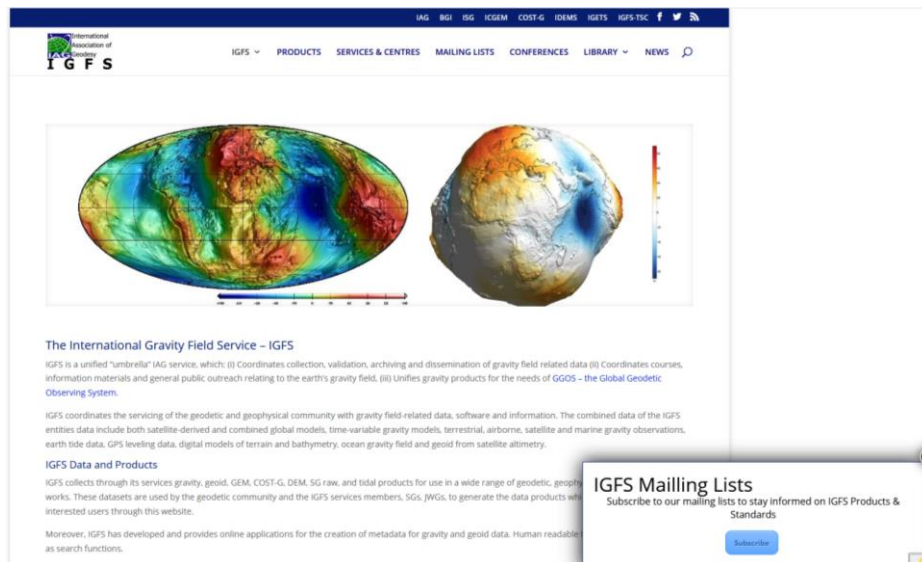 IAG BGI ISG ICGEM COST-G IDEMS IGETS IGFS-TSC
International
Association of
Geodesy
IAG
I G F S
IGFS PRODUCTS SERVICES & CENTRES MAILING LISTS CONFERENCES LIBRARY NEWS
The International Gravity Field Service – IGFS
IGFS is a unified "umbrella" IAG service, which: (i) Coordinates collection, validation, archiving and dissemination of gravity field related data (ii) Coordinates courses,
information materials and general public outreach relating to the earth's gravity field, (iii) Unifies gravity products for the needs of GGOS – the Global Geodetic
Observing System.
IGFS coordinates the servicing of the geodetic and geophysical community with gravity field-related data, software and information. The combined data of the IGFS
entities data include both satellite-derived and combined global models, time-variable gravity models, terrestrial, airborne, satellite and marine gravity observations,
earth tide data, GPS leveling data, digital models of terrain and bathymetry, ocean gravity field and geoid from satellite altimetry.
IGFS Data and Products
IGFS collects through its services gravity, geoid, GEM, COST-G, DEM, SG raw, and tidal products for use in a wide range of geodetic, geophy
works. These datasets are used by the geodetic community and the IGFS services members, SGs, JWGs, to generate the data products whi
interested users through this website.
Moreover, IGFS has developed and provides online applications for the creation of metadata for gravity and geoid data. Human readable
as search functions.
IGFS Mailling Lists
Subscribe to our mailing lists to stay informed on IGFS Products &
Standards
Subscribe